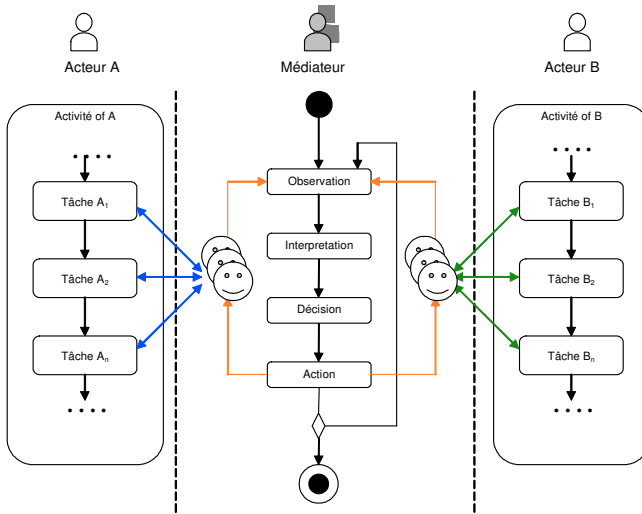 Acteur A
Médiateur
Acteur B
Activité of A
Tâche A1
Tâche A2
Tâche An
Observation
Interpretation
Décision
Action
Activité of B
Tâche B1
Tâche B2
Tâche Bn